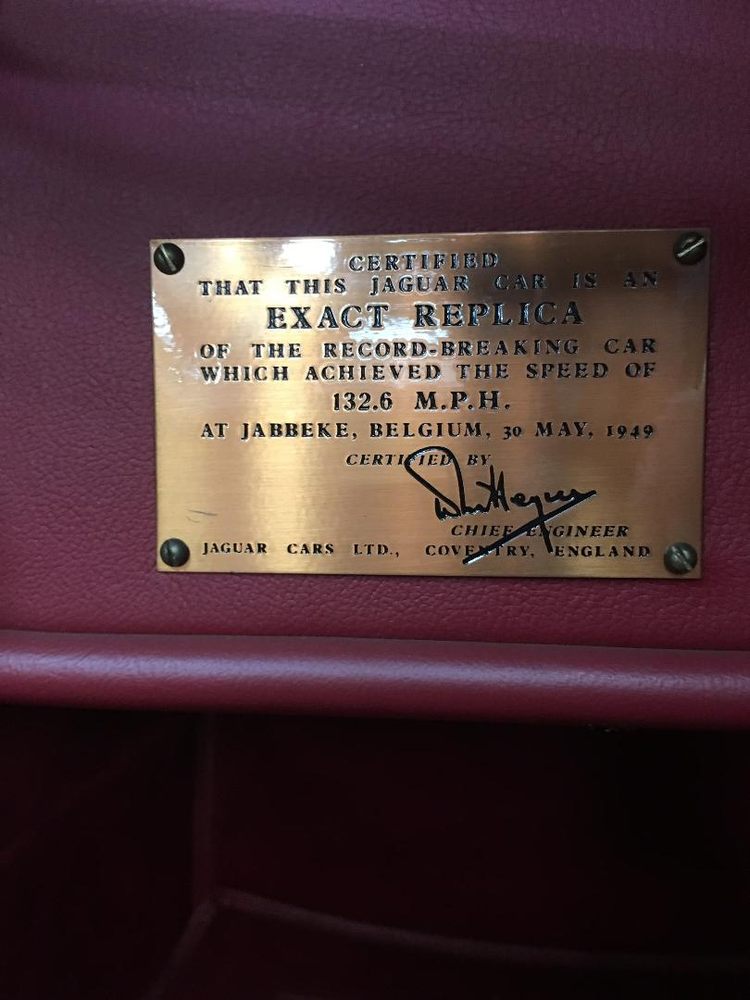 CERTIFIED
THAT THIS JAGUAR CAR IS AN
EXACT REPLICA
OF THE RECORD-BREAKING CAR
WHICH ACHIEVED THE SPEED OF
132.6 M.P.H.
AT JABBEKE, BELGIUM, 30 MAY, 1949
CERTIFIED BY
CHIEF ENGINEER
JAGUAR CARS LTD., COVENTRY, ENGLAND